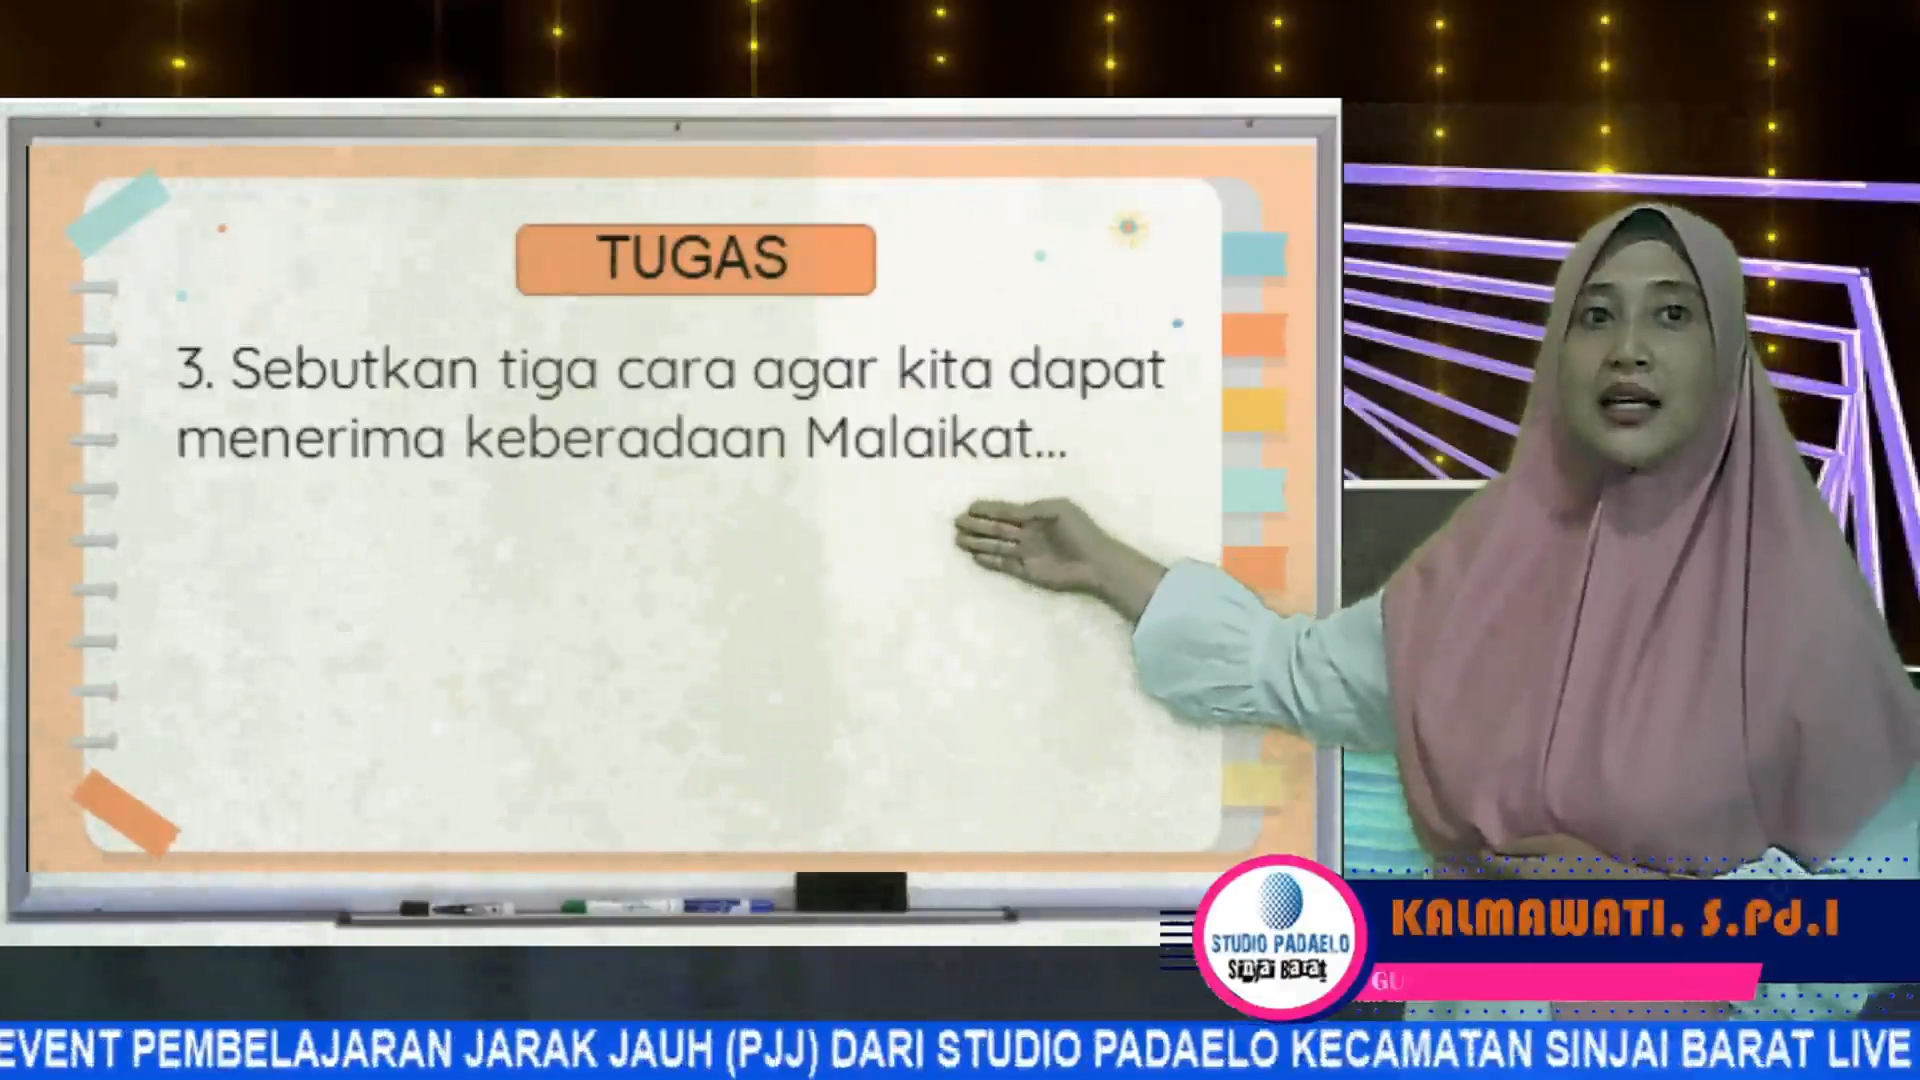 TUGAS
3. Sebutkan tiga cara agar kita dapat
menerima keberadaan Malaikat...
STUDIO PADAELO
Sinjai Barat
KALMAWATI, S.Pd.I
GU
EVENT PEMBELAJARAN JARAK JAUH (PJJ) DARI STUDIO PADAELO KECAMATAN SINJAI BARAT LIVE